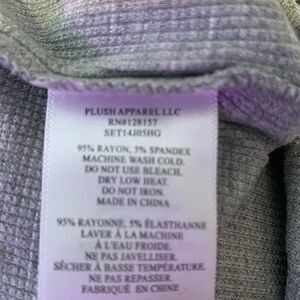 PLUSH APPAREL LLC
RN#128157
SET14J05HG
95% RAYON, 5% SPANDEX
MACHINE WASH COLD.
DO NOT USE BLEACH.
DRY LOW HEAT.
DO NOT IRON.
MADE IN CHINA
95% RAYONNE, 5% ÉLASTHANNE
LAVER À LA MACHINE
À L'EAU FROIDE.
NE PAS JAVELLISER.
SÉCHER À BASSE TEMPÉRATURE.
NE PAS REPASSER.
FABRIQUÉ EN CHINE